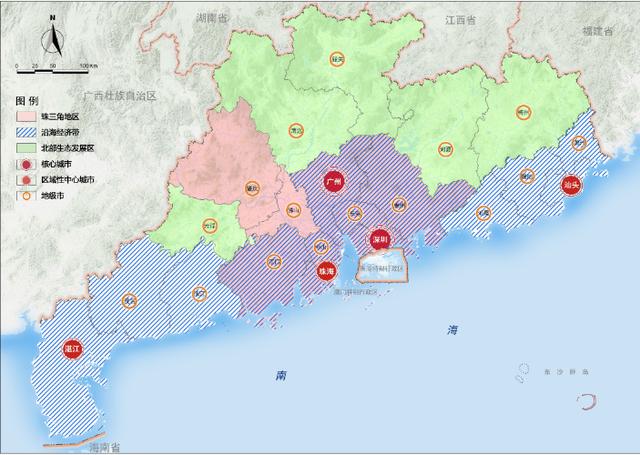 湖南省
江西省
福建省
N
0 25 50 100 Km
广西壮族自治区
图例
珠三角地区
沿海经济带
北部生态发展区
核心城市
区域性中心城市
地级市
韶关
梅州
清远
河源
潮州
揭阳
汕头
肇庆
广州
佛山
东莞
惠州
汕尾
云浮
深圳
江门
中山
珠海
香港特别行政区
澳门特别行政区
阳江
茂名
湛江
海
南
东沙群岛
海南省